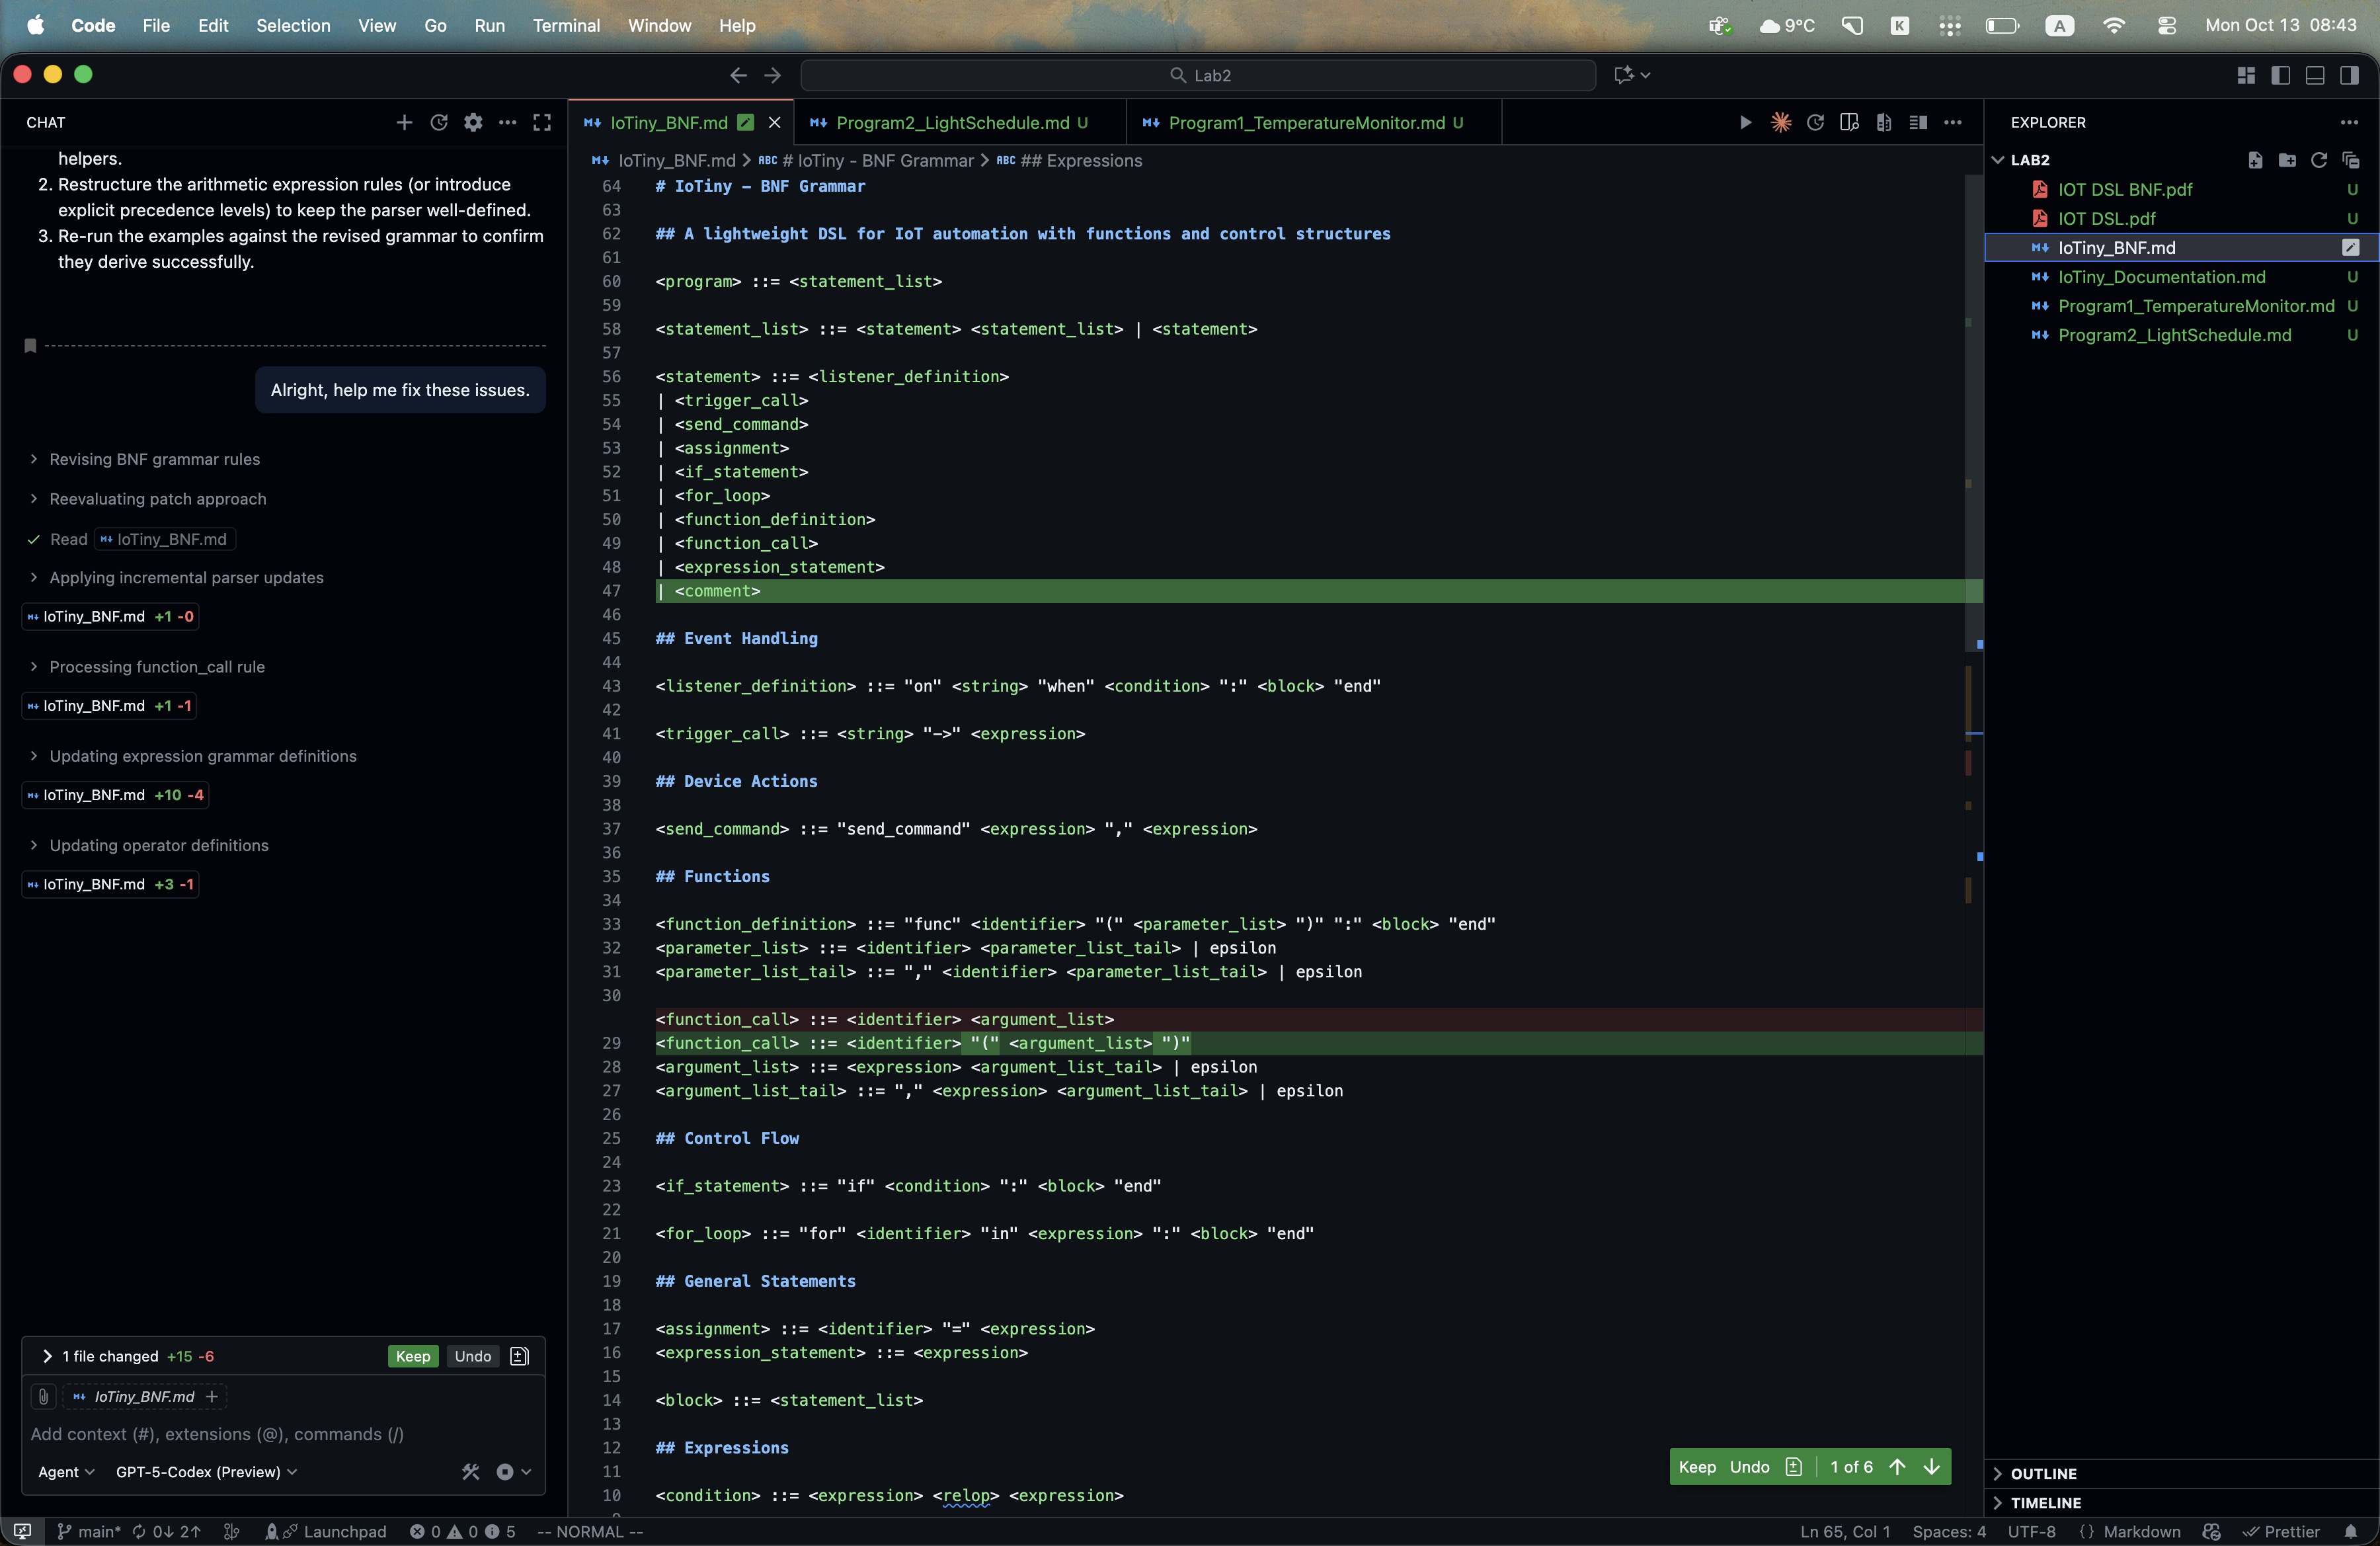 Code File Edit Selection View Go Run Terminal Window Help
9°C K A Mon Oct 13 08:43
Lab2
CHAT
helpers.
2. Restructure the arithmetic expression rules (or introduce
explicit precedence levels) to keep the parser well-defined.
3. Re-run the examples against the revised grammar to confirm
they derive successfully.
Alright, help me fix these issues.
Revising BNF grammar rules
Reevaluating patch approach
Read IoTiny_BNF.md
Applying incremental parser updates
IoTiny_BNF.md +1 -0
Processing function_call rule
IoTiny_BNF.md +1 -1
Updating expression grammar definitions
IoTiny_BNF.md +10 -4
Updating operator definitions
IoTiny_BNF.md +3 -1
1 file changed +15 -6 Keep Undo
IoTiny_BNF.md
Add context (#), extensions (@), commands (/)
Agent GPT-5-Codex (Preview)
IoTiny_BNF.md Program2_LightSchedule.md U Program1_TemperatureMonitor.md U
IoTiny_BNF.md > # IoTiny - BNF Grammar > ## Expressions
64 # IoTiny – BNF Grammar
63
62 ## A lightweight DSL for IoT automation with functions and control structures
61
60 <program> ::= <statement_list>
59
58 <statement_list> ::= <statement> <statement_list> | <statement>
57
56 <statement> ::= <listener_definition>
55 | <trigger_call>
54 | <send_command>
53 | <assignment>
52 | <if_statement>
51 | <for_loop>
50 | <function_definition>
49 | <function_call>
48 | <expression_statement>
47 | <comment>
46
45 ## Event Handling
44
43 <listener_definition> ::= "on" <string> "when" <condition> ":" <block> "end"
42
41 <trigger_call> ::= <string> "->" <expression>
40
39 ## Device Actions
38
37 <send_command> ::= "send_command" <expression> "," <expression>
36
35 ## Functions
34
33 <function_definition> ::= "func" <identifier> "(" <parameter_list> ")" ":" <block> "end"
32 <parameter_list> ::= <identifier> <parameter_list_tail> | epsilon
31 <parameter_list_tail> ::= "," <identifier> <parameter_list_tail> | epsilon
30
<function_call> ::= <identifier> <argument_list>
29 <function_call> ::= <identifier> "(" <argument_list> ")"
28 <argument_list> ::= <expression> <argument_list_tail> | epsilon
27 <argument_list_tail> ::= "," <expression> <argument_list_tail> | epsilon
26
25 ## Control Flow
24
23 <if_statement> ::= "if" <condition> ":" <block> "end"
22
21 <for_loop> ::= "for" <identifier> "in" <expression> ":" <block> "end"
20
19 ## General Statements
18
17 <assignment> ::= <identifier> "=" <expression>
16 <expression_statement> ::= <expression>
15
14 <block> ::= <statement_list>
13
12 ## Expressions
11
10 <condition> ::= <expression> <relop> <expression>
Keep Undo 1 of 6
EXPLORER
LAB2
IOT DSL BNF.pdf U
IOT DSL.pdf U
IoTiny_BNF.md
IoTiny_Documentation.md U
Program1_TemperatureMonitor.md U
Program2_LightSchedule.md U
OUTLINE
TIMELINE
main* 0↓ 2↑ Launchpad 0 0 5 -- NORMAL -- Ln 65, Col 1 Spaces: 4 UTF-8 {} Markdown Prettier